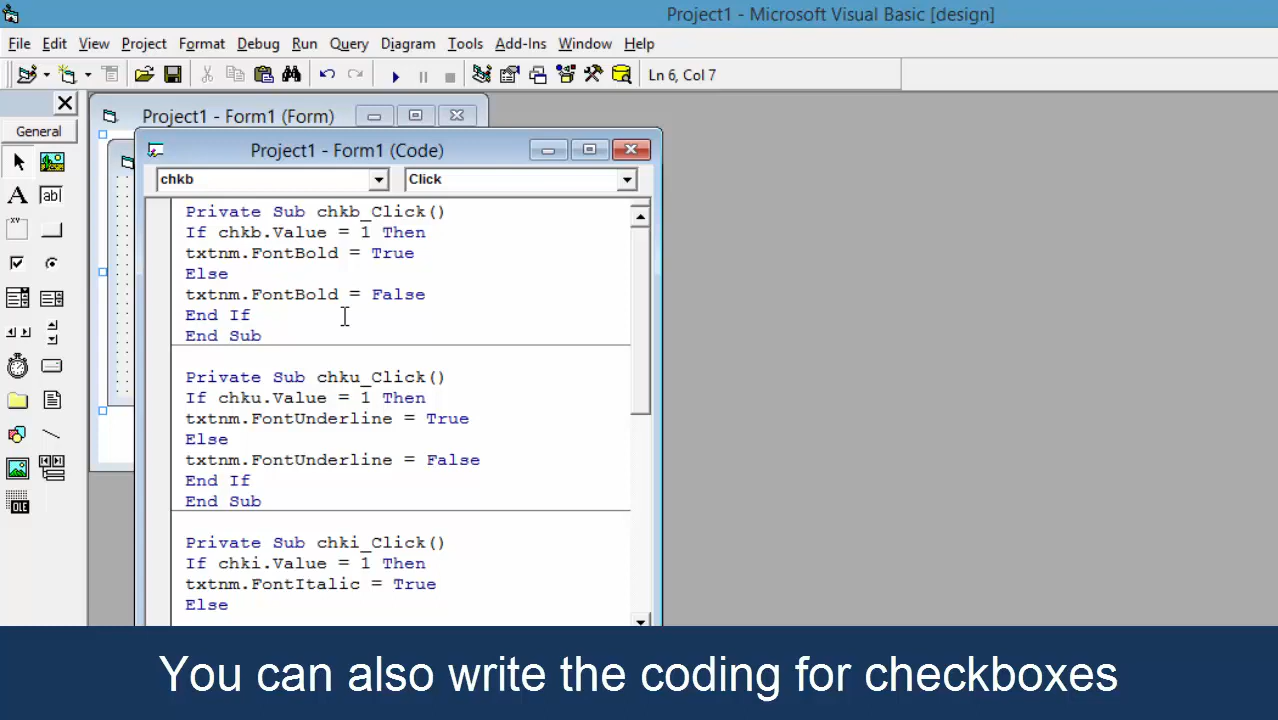 Project1 - Microsoft Visual Basic [design]
File Edit View Project Format Debug Run Query Diagram Tools Add-Ins Window Help
Ln 6, Col 7
General
Project1 - Form1 (Form)
Project1 - Form1 (Code)
chkb Click
A ab|
XY
OLE
Private Sub chkb_Click()
If chkb.Value = 1 Then
txtnm.FontBold = True
Else
txtnm.FontBold = False
End If
End Sub
Private Sub chku_Click()
If chku.Value = 1 Then
txtnm.FontUnderline = True
Else
txtnm.FontUnderline = False
End If
End Sub
Private Sub chki_Click()
If chki.Value = 1 Then
txtnm.FontItalic = True
Else
You can also write the coding for checkboxes